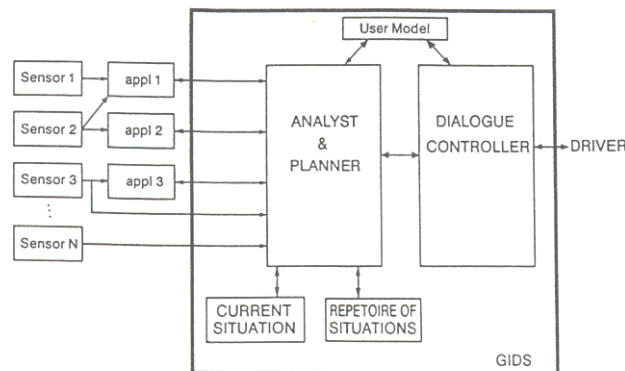 User Model
Sensor 1
appl 1
Sensor 2
appl 2
Sensor 3
appl 3
⋮
Sensor N
ANALYST
&
PLANNER
DIALOGUE
CONTROLLER
DRIVER
CURRENT
SITUATION
REPETOIRE OF
SITUATIONS
GIDS